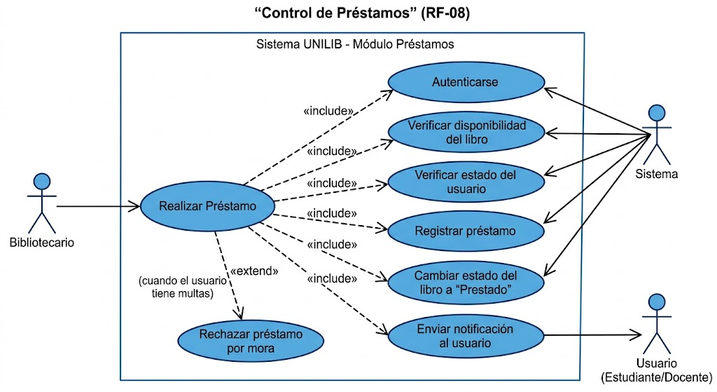 “Control de Préstamos” (RF-08)
Sistema UNILIB - Módulo Préstamos
Autenticarse
«include»
Verificar disponibilidad
del libro
«include»
Verificar estado del
usuario
«include»
Sistema
Realizar Préstamo
«include»
Registrar préstamo
Bibliotecario
«include»
Cambiar estado del
libro a “Prestado”
«extend»
(cuando el usuario
tiene multas)
«include»
Enviar notificación
al usuario
Rechazar préstamo
por mora
Usuario
(Estudiante/Docente)